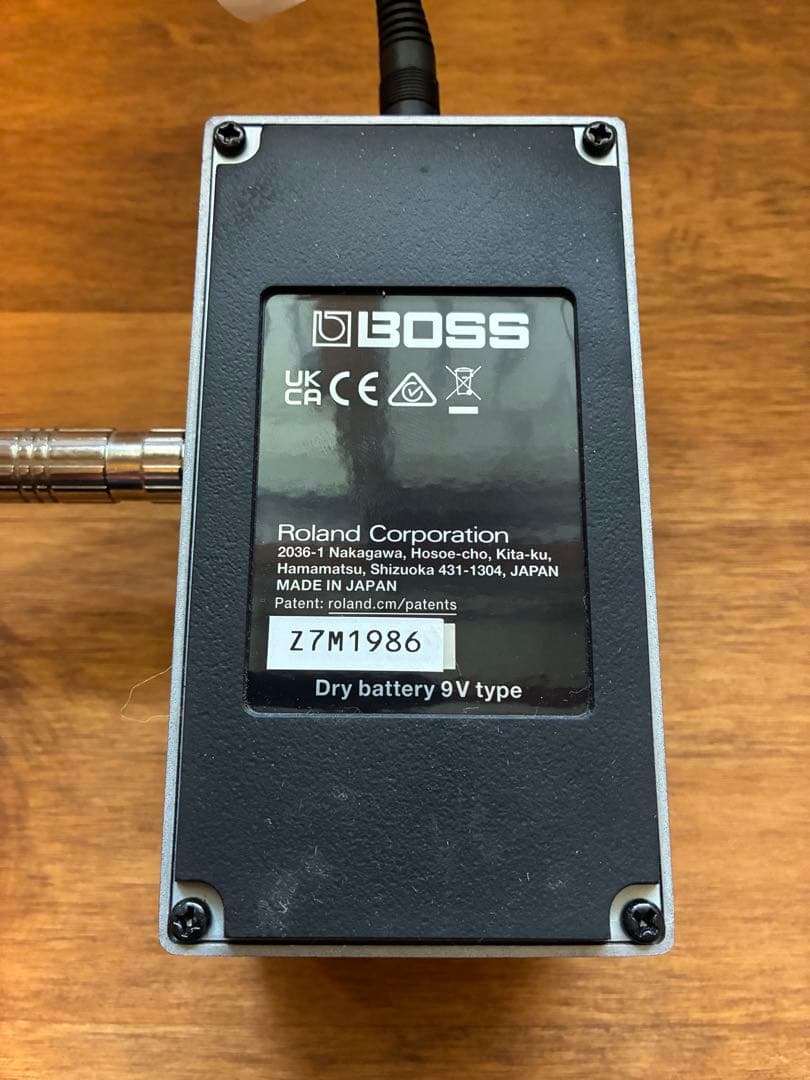 BOSS
UK
CA CE
Roland Corporation
2036-1 Nakagawa, Hosoe-cho, Kita-ku,
Hamamatsu, Shizuoka 431-1304, JAPAN
MADE IN JAPAN
Patent: roland.cm/patents
Z7M1986
Dry battery 9V type